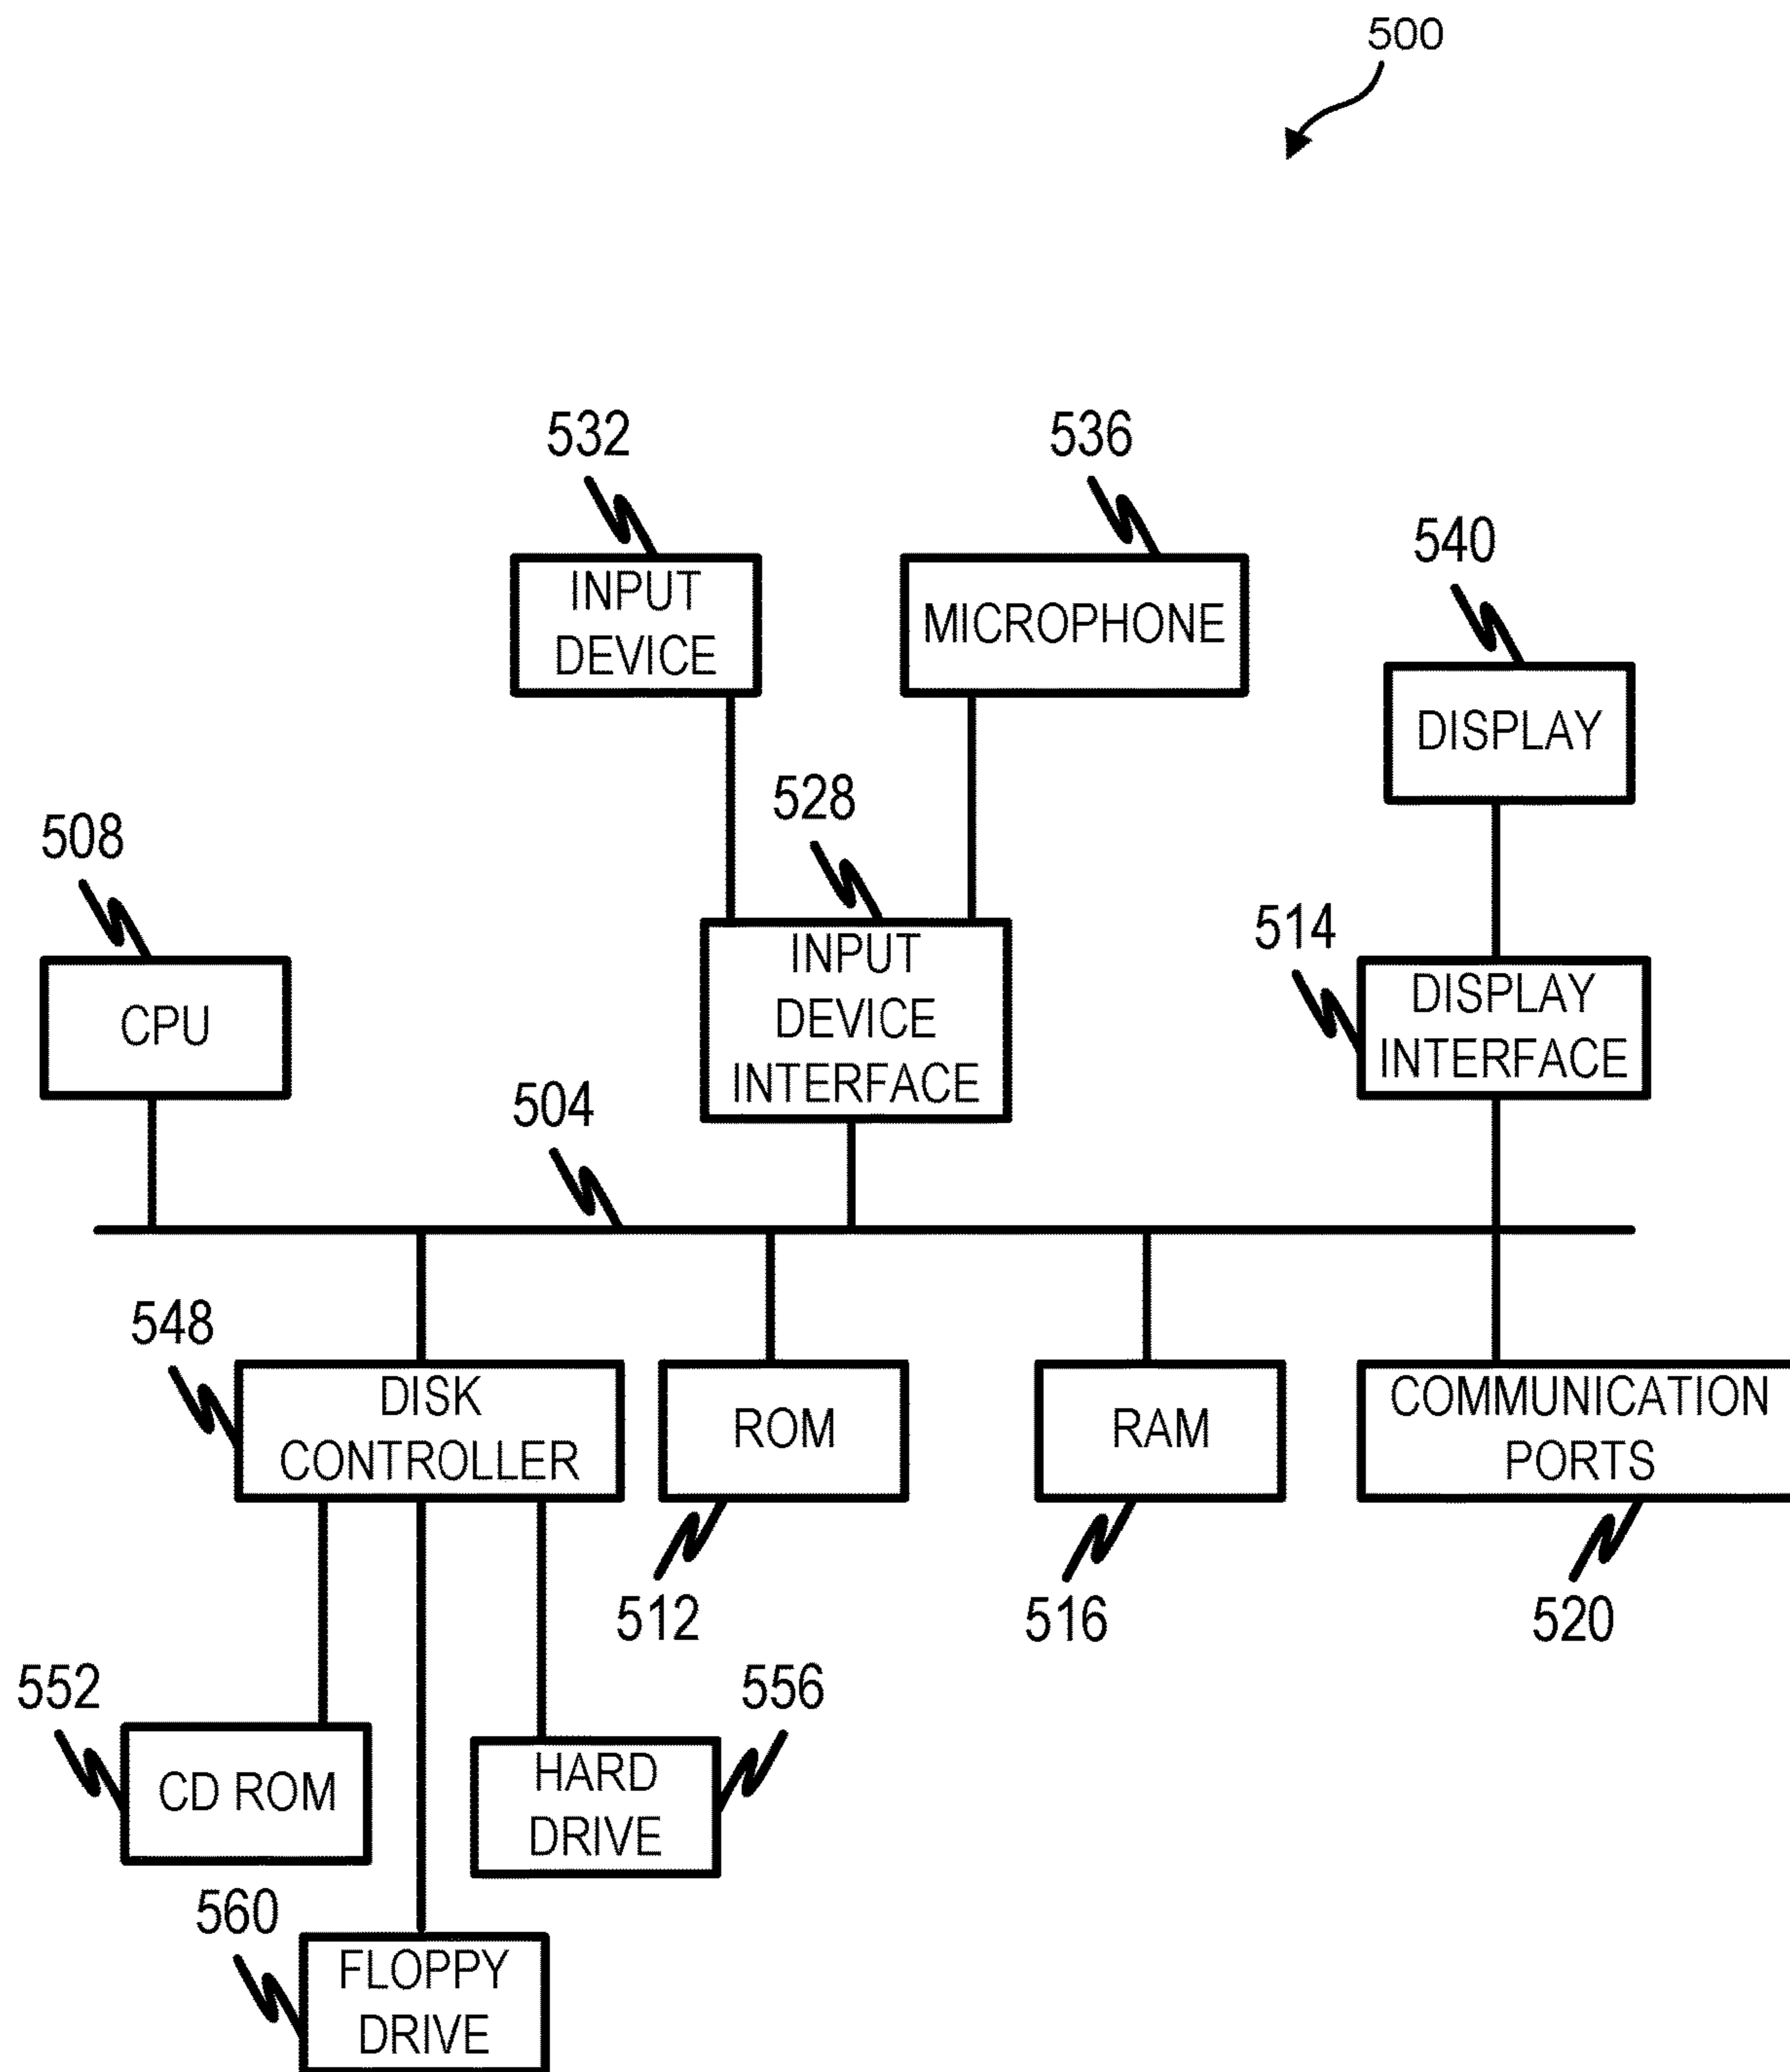 500
532
536
540
INPUT
DEVICE
MICROPHONE
DISPLAY
508
528
514
CPU
INPUT
DEVICE
INTERFACE
DISPLAY
INTERFACE
504
548
DISK
CONTROLLER
ROM
RAM
COMMUNICATION
PORTS
512
516
520
552
556
CD ROM
HARD
DRIVE
560
FLOPPY
DRIVE